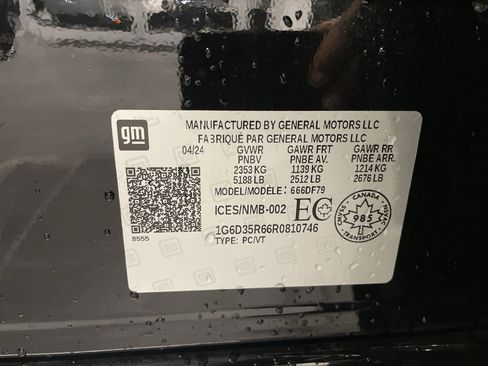 gm
MANUFACTURED BY GENERAL MOTORS LLC
FABRIQUÉ PAR GENERAL MOTORS LLC
04/24 GVWR GAWR FRT GAWR RR
PNBV PNBE AV. PNBE ARR.
2353 KG 1139 KG 1214 KG
5188 LB 2512 LB 2676 LB
MODEL/MODÈLE: 666DF79
ICES/NMB-002 EC
CANADA
985
TRANSPORT
1G6D35R66R0810746
TYPE: PC/VT
8555